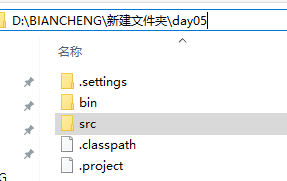 D:\BIANCHENG\新建文件夹\day05
名称
.settings
bin
src
.classpath
.project